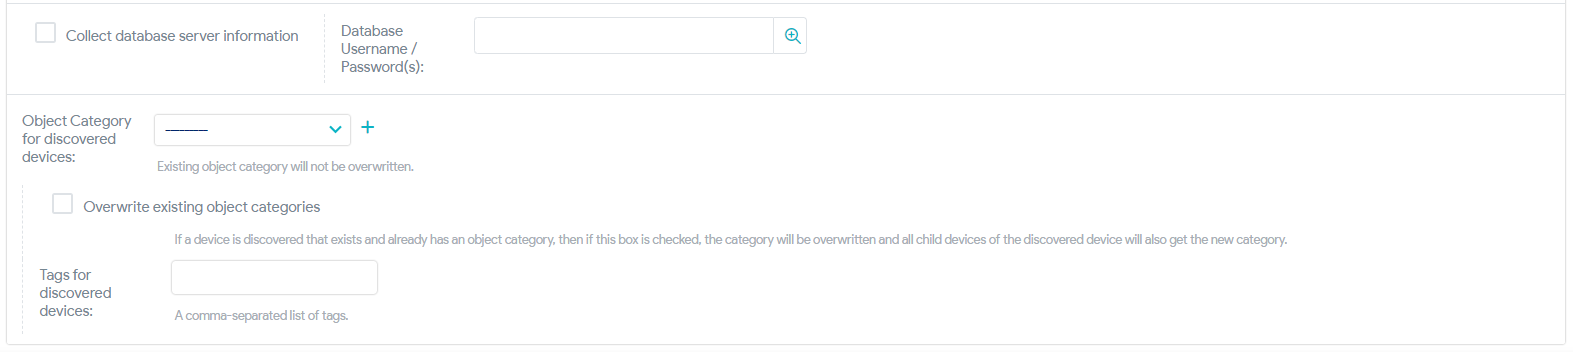 Collect database server information
Database
Username /
Password(s):
Object Category
for discovered
devices:
---------
Existing object category will not be overwritten.
Overwrite existing object categories
If a device is discovered that exists and already has an object category, then if this box is checked, the category will be overwritten and all child devices of the discovered device will also get the new category.
Tags for
discovered
devices:
A comma-separated list of tags.